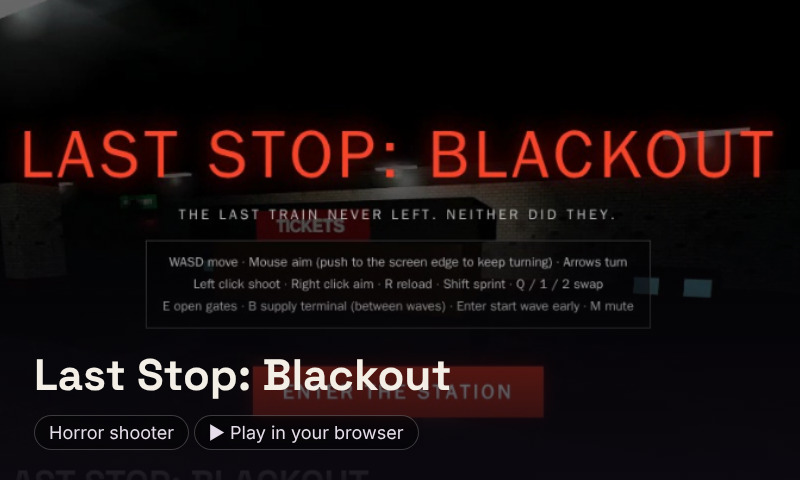 LAST STOP: BLACKOUT
THE LAST TRAIN NEVER LEFT. NEITHER DID THEY.
TICKETS
WASD move · Mouse aim (push to the screen edge to keep turning) · Arrows turn
Left click shoot · Right click aim · R reload · Shift sprint · Q / 1 / 2 swap
E open gates · B supply terminal (between waves) · Enter start wave early · M mute
Last Stop: Blackout
ENTER THE STATION
Horror shooter
▶ Play in your browser
LAST STOP: BLACKOUT